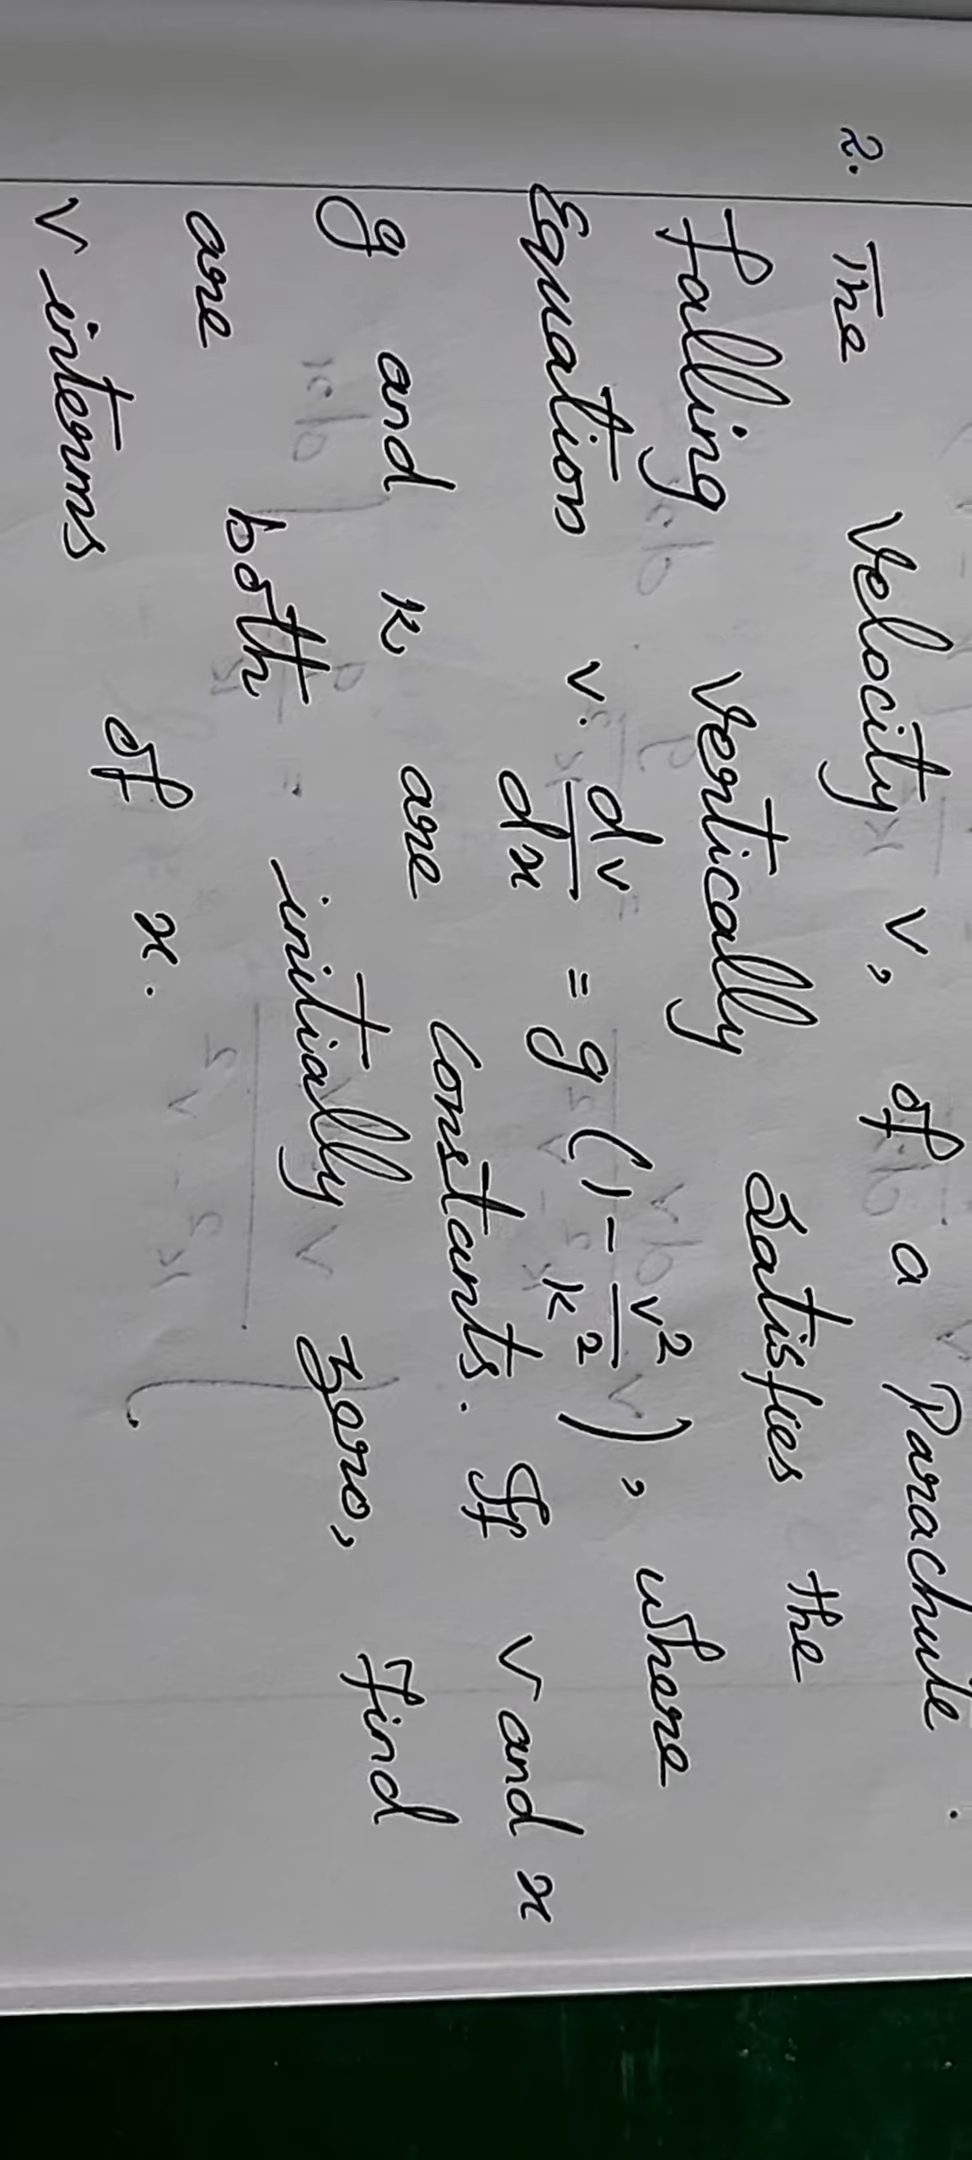 2. The velocity v, of a Parachute
falling vertically satisfies the
Equation v. dv/dx = g (1 - v²/k²), where
g and k, are constants. If v and x
are both initially zero, find
v interms of x.